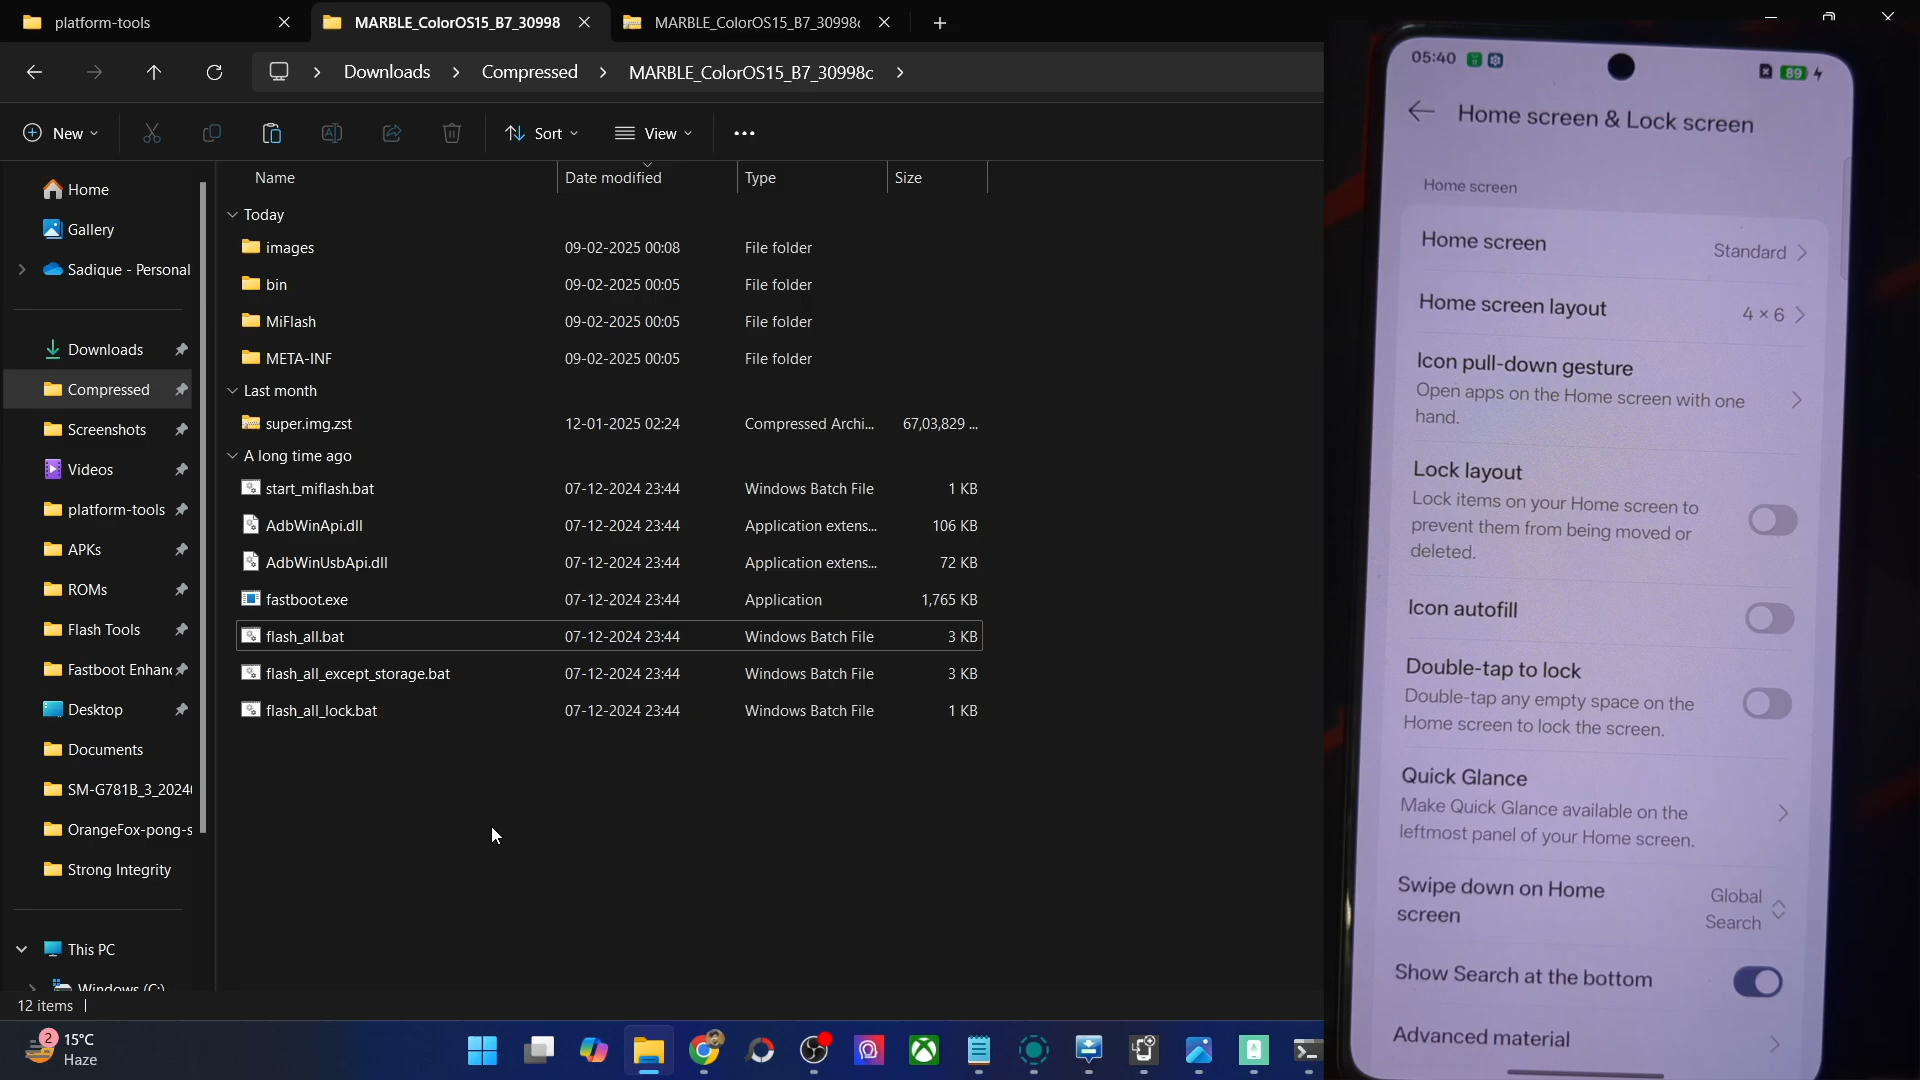 platform-tools
MARBLE_ColorOS15_B7_30998
MARBLE_ColorOS15_B7_30998c
Downloads
Compressed
MARBLE_ColorOS15_B7_30998c
New
Sort
View
Name
Date modified
Type
Size
Home
Gallery
Sadique - Personal
Downloads
Compressed
Screenshots
Videos
platform-tools
APKs
ROMs
Flash Tools
Fastboot Enhanc
Desktop
Documents
SM-G781B_3_2024
OrangeFox-pong-s
Strong Integrity
This PC
Windows (C:)
Today
images 09-02-2025 00:08 File folder
bin 09-02-2025 00:05 File folder
MiFlash 09-02-2025 00:05 File folder
META-INF 09-02-2025 00:05 File folder
Last month
super.img.zst 12-01-2025 02:24 Compressed Archi... 67,03,829 ...
A long time ago
start_miflash.bat 07-12-2024 23:44 Windows Batch File 1 KB
AdbWinApi.dll 07-12-2024 23:44 Application extens... 106 KB
AdbWinUsbApi.dll 07-12-2024 23:44 Application extens... 72 KB
fastboot.exe 07-12-2024 23:44 Application 1,765 KB
flash_all.bat 07-12-2024 23:44 Windows Batch File 3 KB
flash_all_except_storage.bat 07-12-2024 23:44 Windows Batch File 3 KB
flash_all_lock.bat 07-12-2024 23:44 Windows Batch File 1 KB
12 items
2
15°C
Haze
05:40
89
Home screen & Lock screen
Home screen
Home screen Standard
Home screen layout 4 × 6
Icon pull-down gesture
Open apps on the Home screen with one
hand.
Lock layout
Lock items on your Home screen to
prevent them from being moved or
deleted.
Icon autofill
Double-tap to lock
Double-tap any empty space on the
Home screen to lock the screen.
Quick Glance
Make Quick Glance available on the
leftmost panel of your Home screen.
Swipe down on Home
screen
Global
Search
Show Search at the bottom
Advanced material